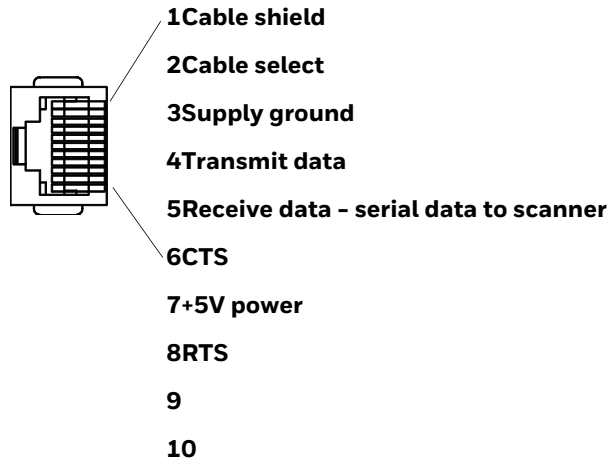 1Cable shield
2Cable select
3Supply ground
4Transmit data
5Receive data – serial data to scanner
6CTS
7+5V power
8RTS
9
10